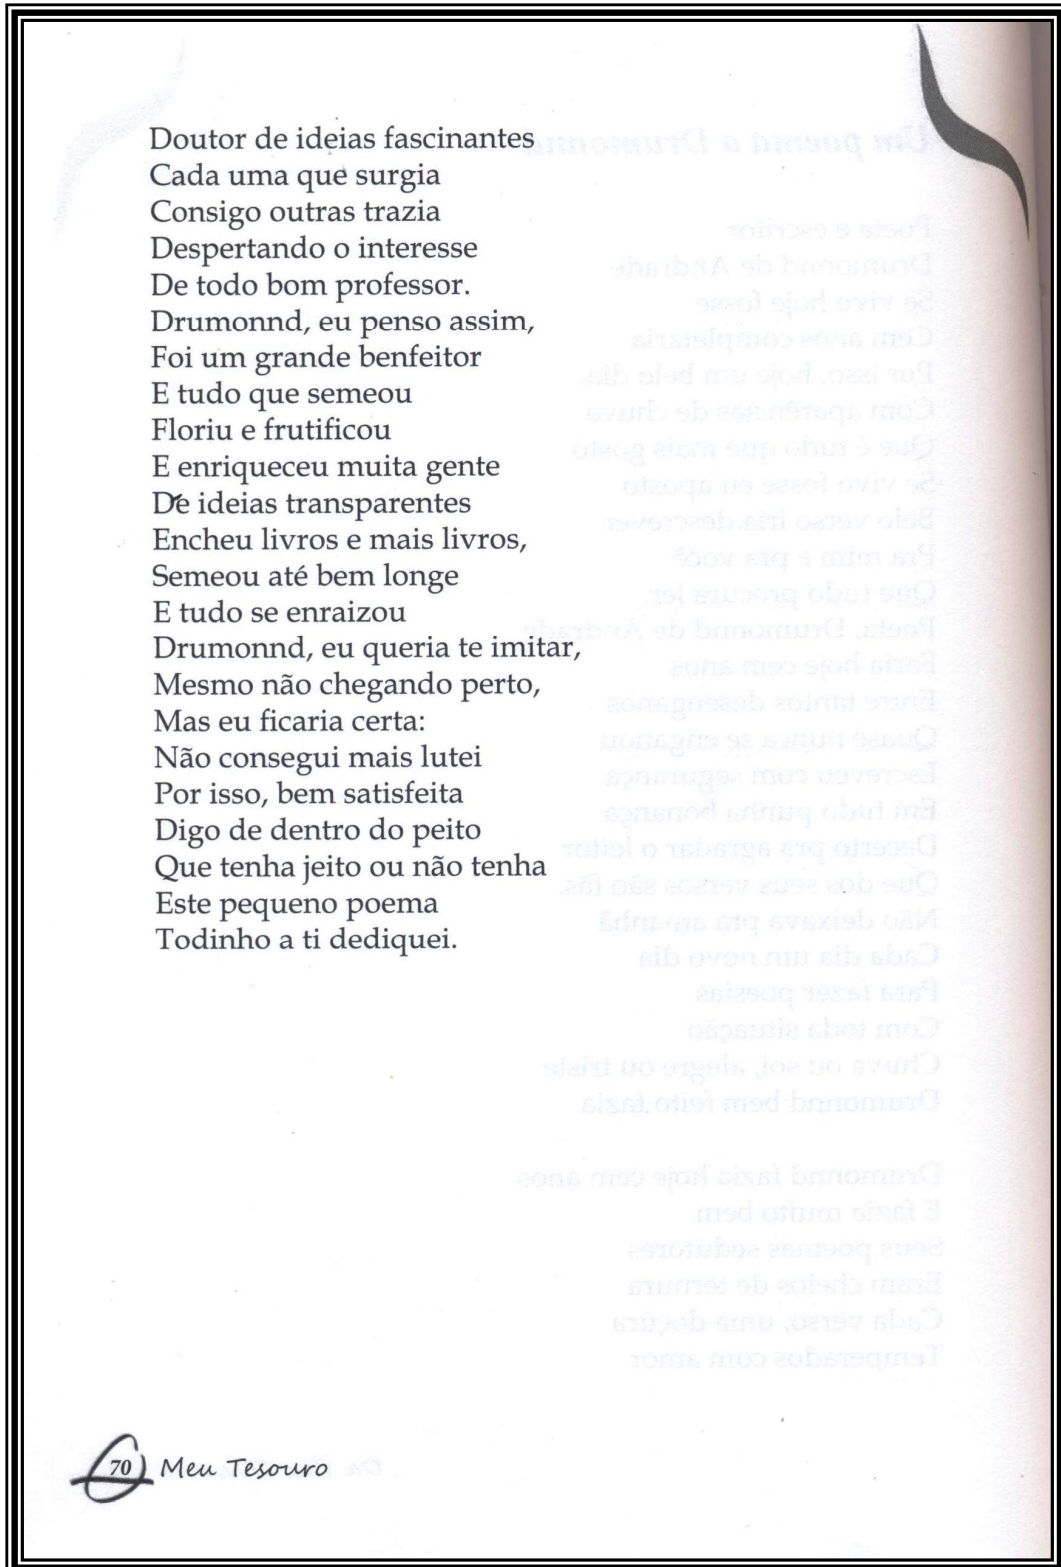 Doutor de ideias fascinantes
Cada uma que surgia
Consigo outras trazia
Despertando o interesse
De todo bom professor.
Drumonnd, eu penso assim,
Foi um grande benfeitor
E tudo que semeou
Floriu e frutificou
E enriqueceu muita gente
De ideias transparentes
Encheu livros e mais livros,
Semeou até bem longe
E tudo se enraizou
Drumonnd, eu queria te imitar,
Mesmo não chegando perto,
Mas eu ficaria certa:
Não consegui mais lutei
Por isso, bem satisfeita
Digo de dentro do peito
Que tenha jeito ou não tenha
Este pequeno poema
Todinho a ti dediquei.
70 Meu Tesouro